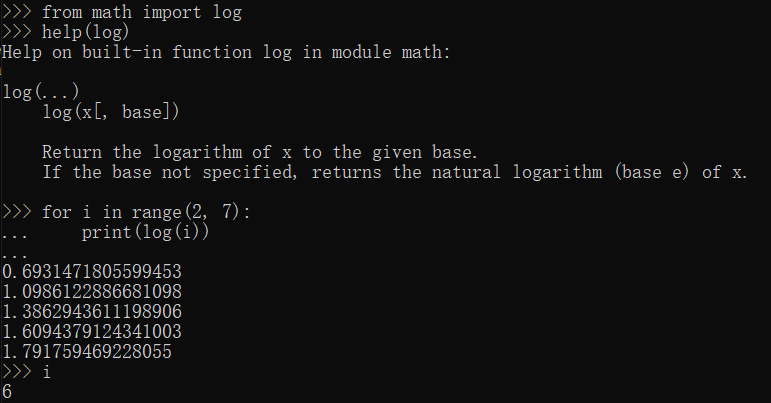 >>> from math import log
>>> help(log)
Help on built-in function log in module math:
log(...)
    log(x[, base])
    Return the logarithm of x to the given base.
    If the base not specified, returns the natural logarithm (base e) of x.
>>> for i in range(2, 7):
...     print(log(i))
...
0.6931471805599453
1.0986122886681098
1.3862943611198906
1.6094379124341003
1.791759469228055
>>> i
6